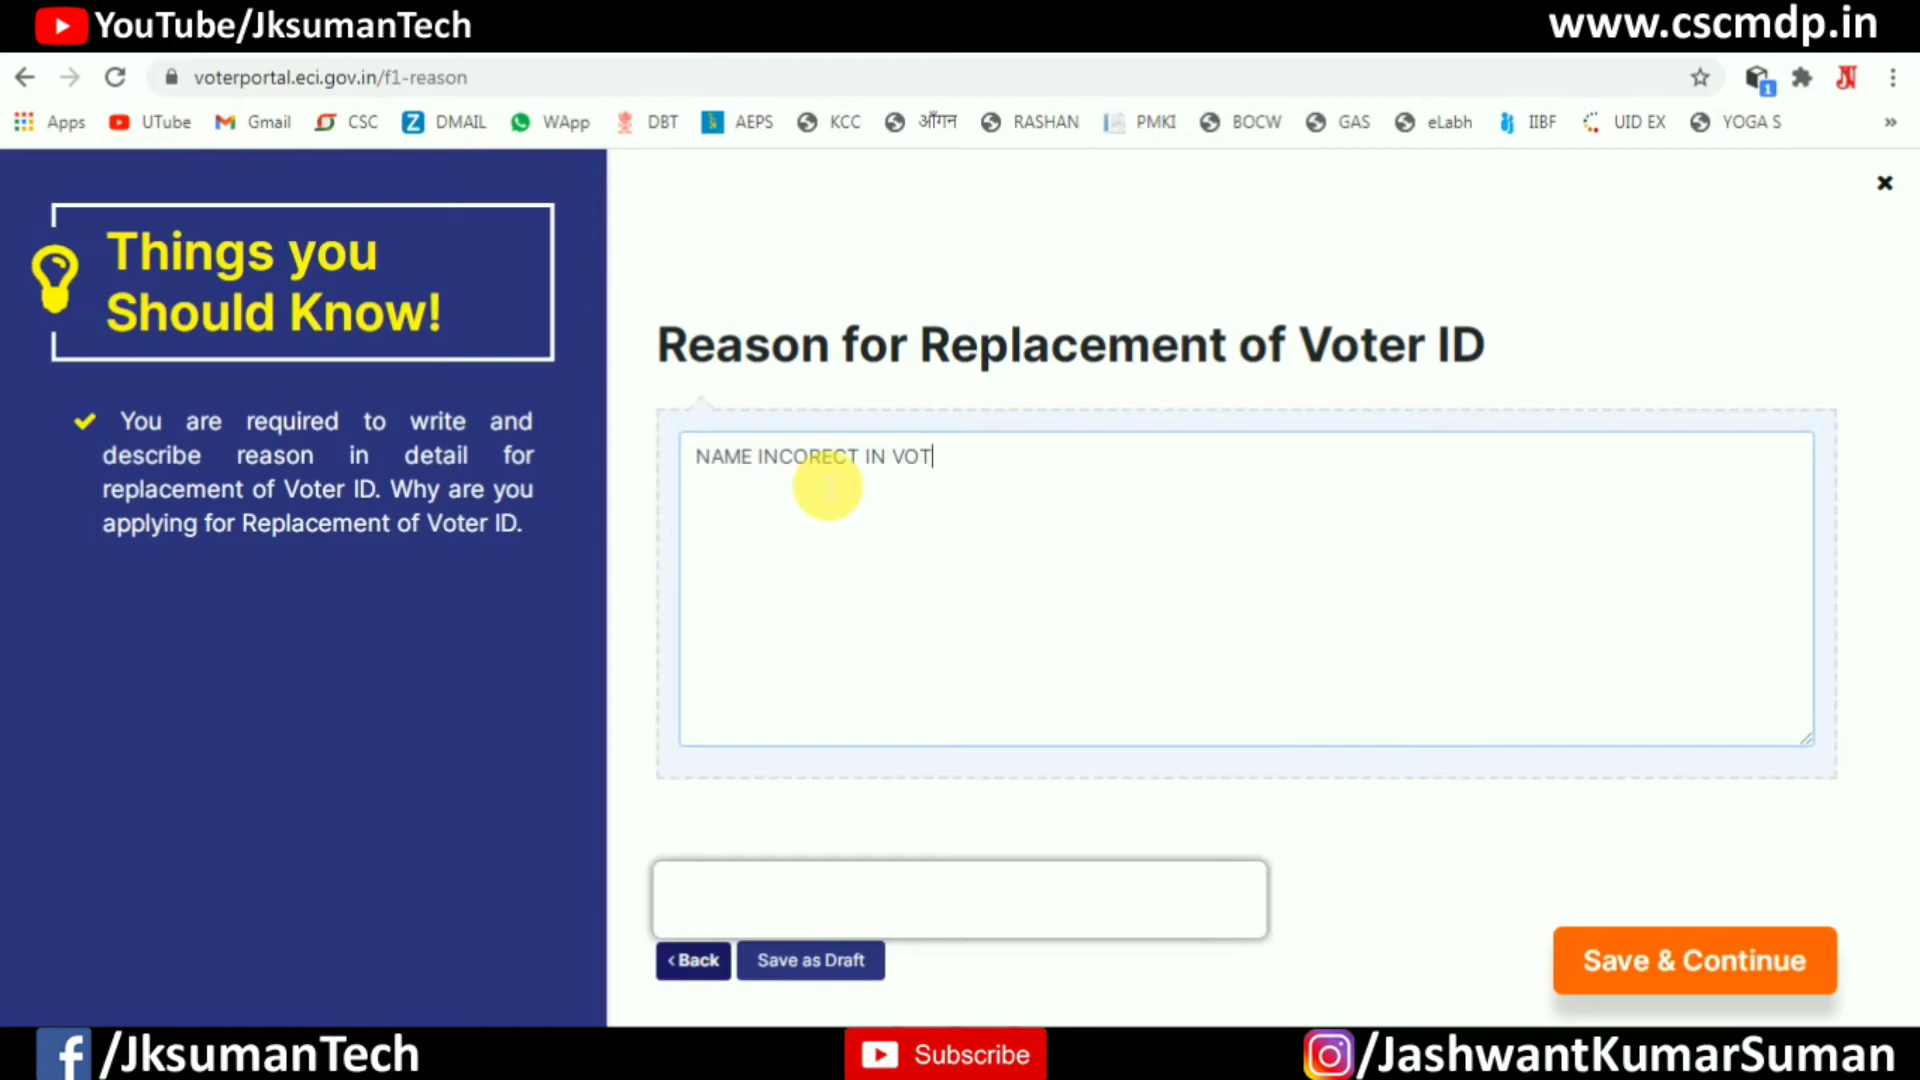 YouTube/JksumanTech
www.cscmdp.in
voterportal.eci.gov.in/f1-reason
Apps UTube Gmail CSC DMAIL WApp DBT AEPS KCC आँगन RASHAN PMKI BOCW GAS eLabh IIBF UID EX YOGA S »
Things you
Should Know!
You are required to write and
describe reason in detail for
replacement of Voter ID. Why are you
applying for Replacement of Voter ID.
Reason for Replacement of Voter ID
NAME INCORECT IN VOT
Back
Save as Draft
Save & Continue
/JksumanTech
Subscribe
/JashwantKumarSuman